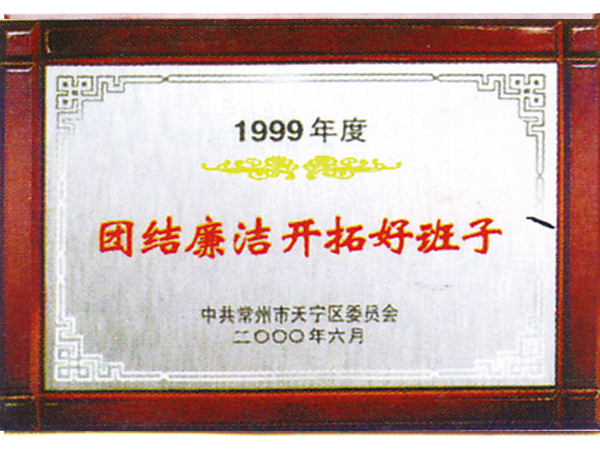 1999年度
团结廉洁开拓好班子
中共常州市天宁区委员会
二〇〇〇年六月